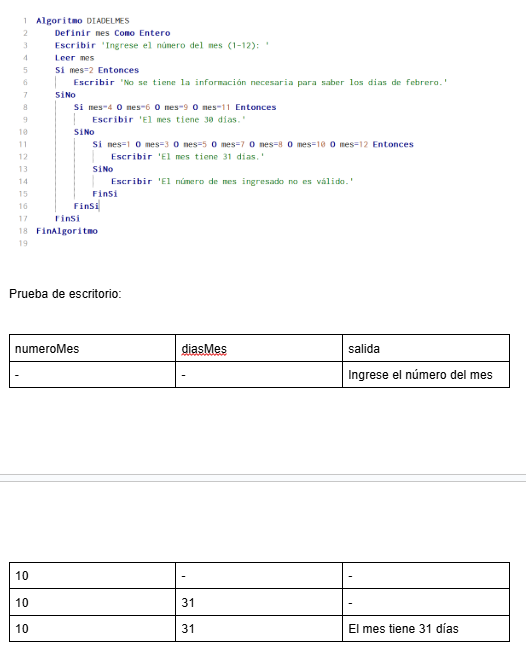 1 Algoritmo DIADELMES
2 Definir mes Como Entero
3 Escribir 'Ingrese el número del mes (1-12): '
4 Leer mes
5 Si mes=2 Entonces
6 Escribir 'No se tiene la información necesaria para saber los días de febrero.'
7 SiNo
8 Si mes=4 O mes=6 O mes=9 O mes=11 Entonces
9 Escribir 'El mes tiene 30 días.'
10 SiNo
11 Si mes=1 O mes=3 O mes=5 O mes=7 O mes=8 O mes=10 O mes=12 Entonces
12 Escribir 'El mes tiene 31 días.'
13 SiNo
14 Escribir 'El número de mes ingresado no es válido.'
15 FinSi
16 FinSi
17 FinSi
18 FinAlgoritmo
19
Prueba de escritorio:
numeroMes diasMes salida
- - Ingrese el número del mes
10 - -
10 31 -
10 31 El mes tiene 31 días